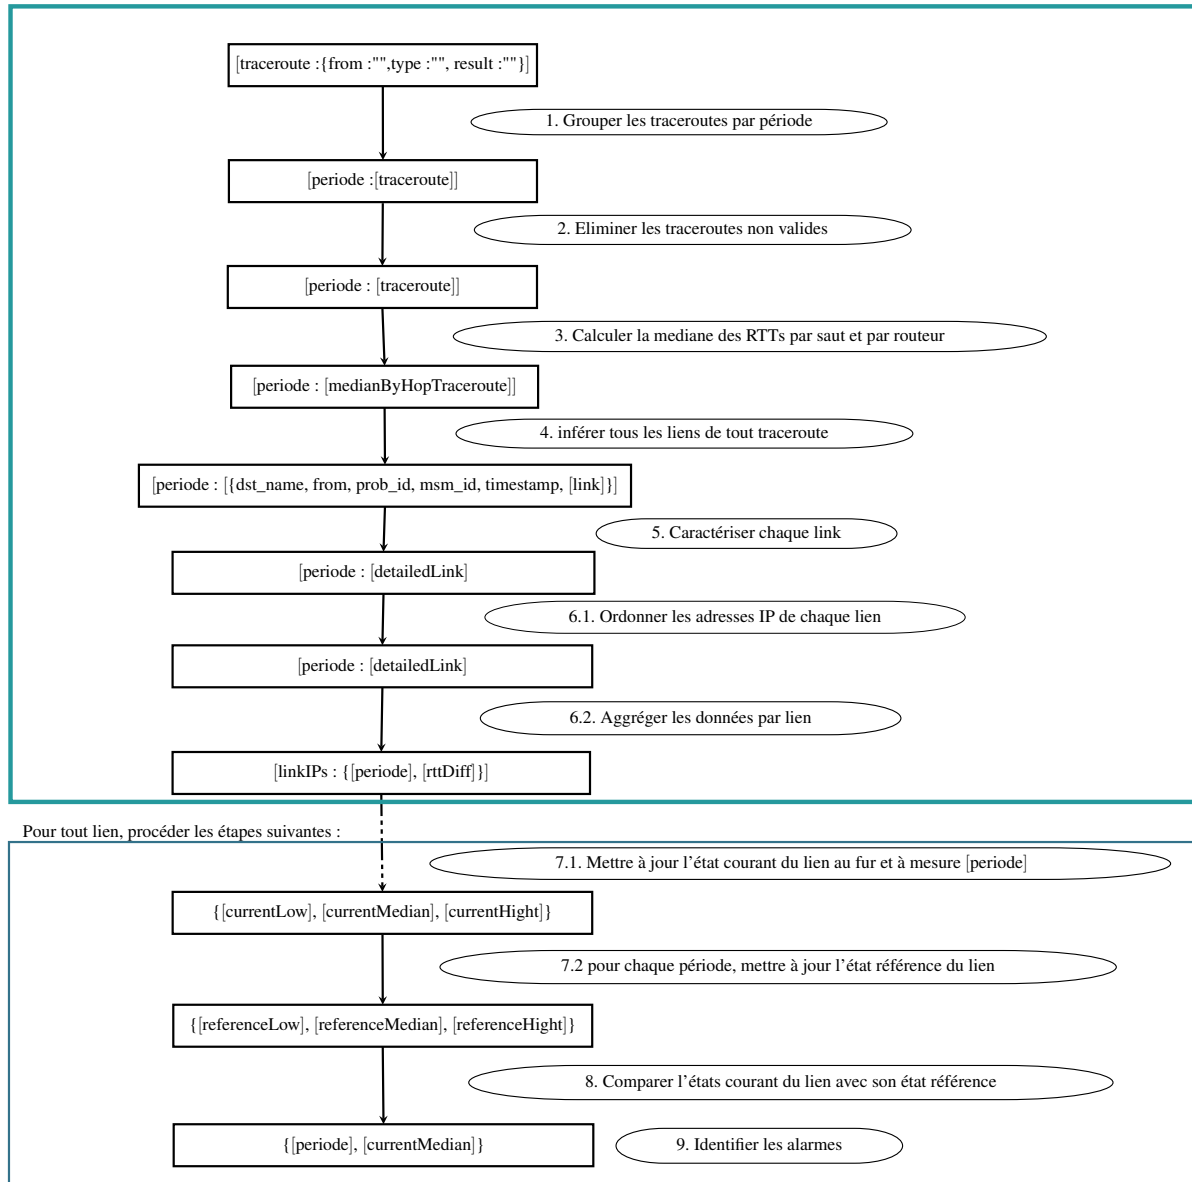 [traceroute :{from :"",type :"", result :""}]
1. Grouper les traceroutes par période
[periode :[traceroute]]
2. Eliminer les traceroutes non valides
[periode : [traceroute]]
3. Calculer la mediane des RTTs par saut et par routeur
[periode : [medianByHopTraceroute]]
4. inférer tous les liens de tout traceroute
[periode : [{dst_name, from, prob_id, msm_id, timestamp, [link]}]
5. Caractériser chaque link
[periode : [detailedLink]
6.1. Ordonner les adresses IP de chaque lien
[periode : [detailedLink]
6.2. Aggréger les données par lien
[linkIPs : {[periode], [rttDiff]}]
Pour tout lien, procéder les étapes suivantes :
7.1. Mettre à jour l'état courant du lien au fur et à mesure [periode]
{[currentLow], [currentMedian], [currentHight]}
7.2 pour chaque période, mettre à jour l'état référence du lien
{[referenceLow], [referenceMedian], [referenceHight]}
8. Comparer l'états courant du lien avec son état référence
{[periode], [currentMedian]}
9. Identifier les alarmes